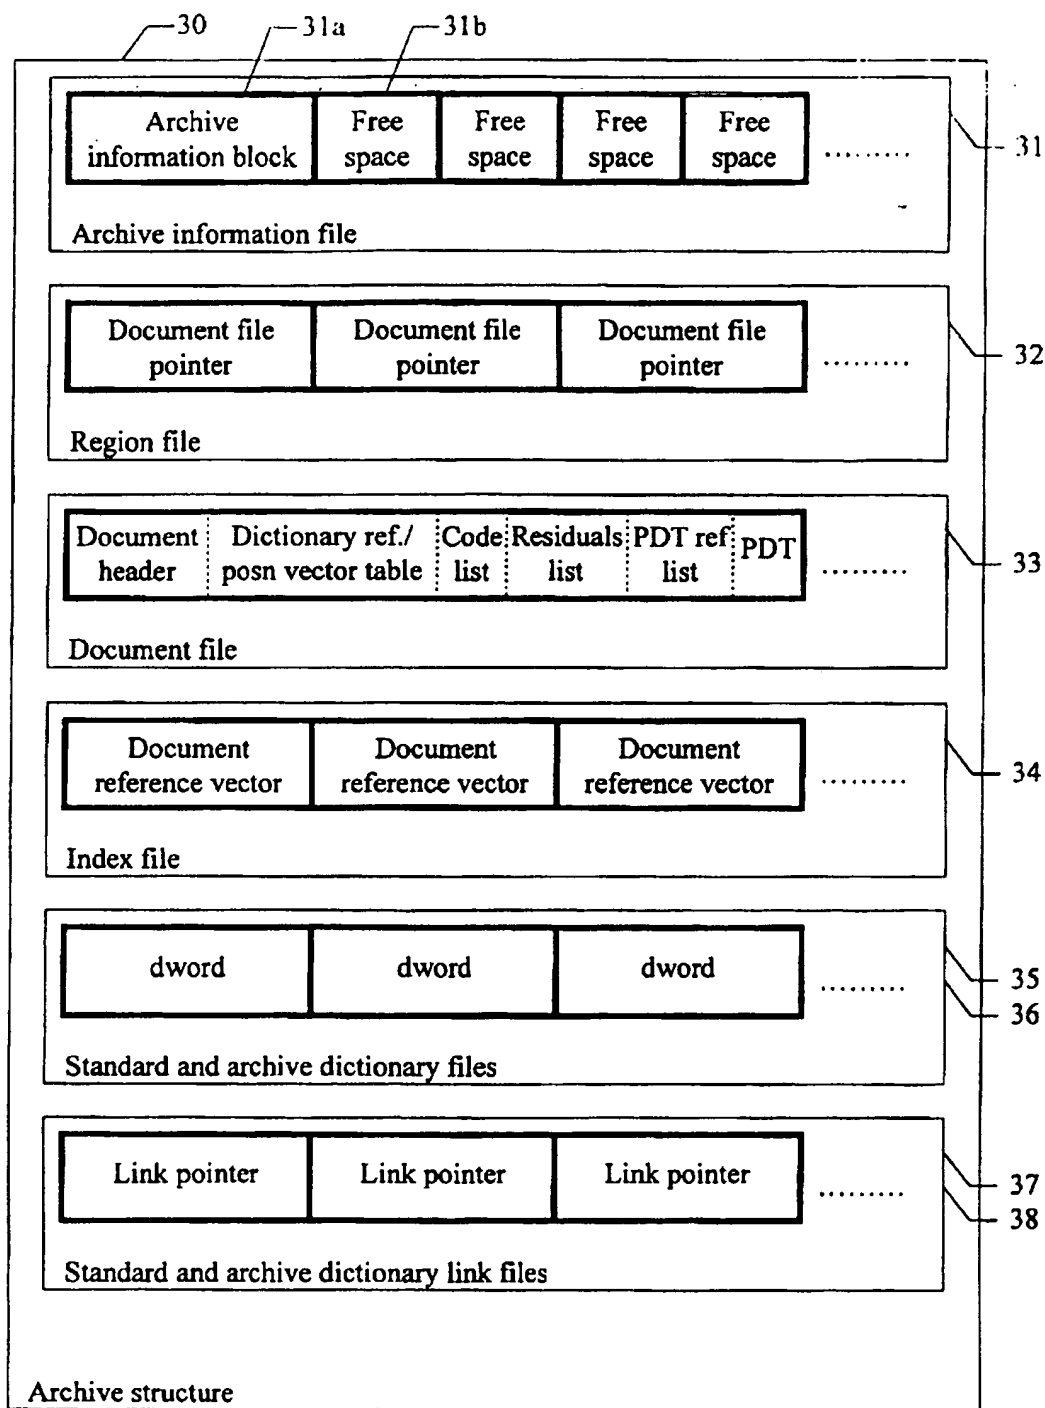 30 31a 31b
Archive Free Free Free Free
information block space space space space .........
31
Archive information file
Document file Document file Document file
pointer pointer pointer .........
32
Region file
Document Dictionary ref./ Code Residuals PDT ref PDT
header posn vector table list list list .........
33
Document file
Document Document Document
reference vector reference vector reference vector .........
34
Index file
dword dword dword .........
35
36
Standard and archive dictionary files
Link pointer Link pointer Link pointer .........
37
38
Standard and archive dictionary link files
Archive structure